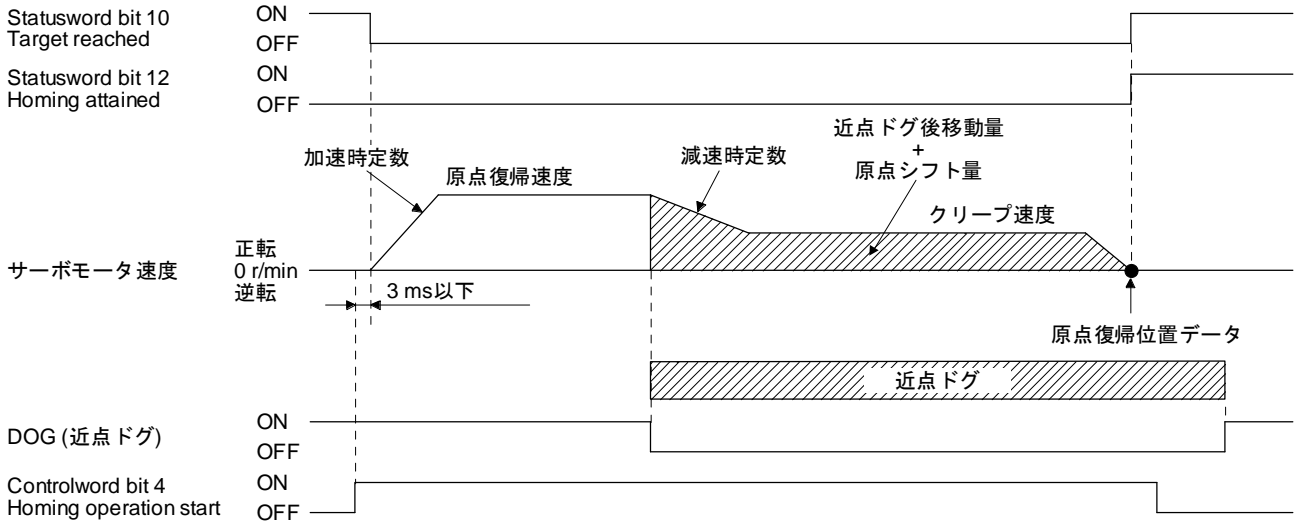 Statusword bit 10
Target reached
ON
OFF
Statusword bit 12
Homing attained
ON
OFF
近点ドグ後移動量
+
原点シフト量
加速時定数
原点復帰速度
減速時定数
クリープ速度
サーボモータ速度
正転
0 r/min
逆転
3 ms以下
原点復帰位置データ
近点ドグ
DOG (近点ドグ)
ON
OFF
Controlword bit 4
Homing operation start
ON
OFF